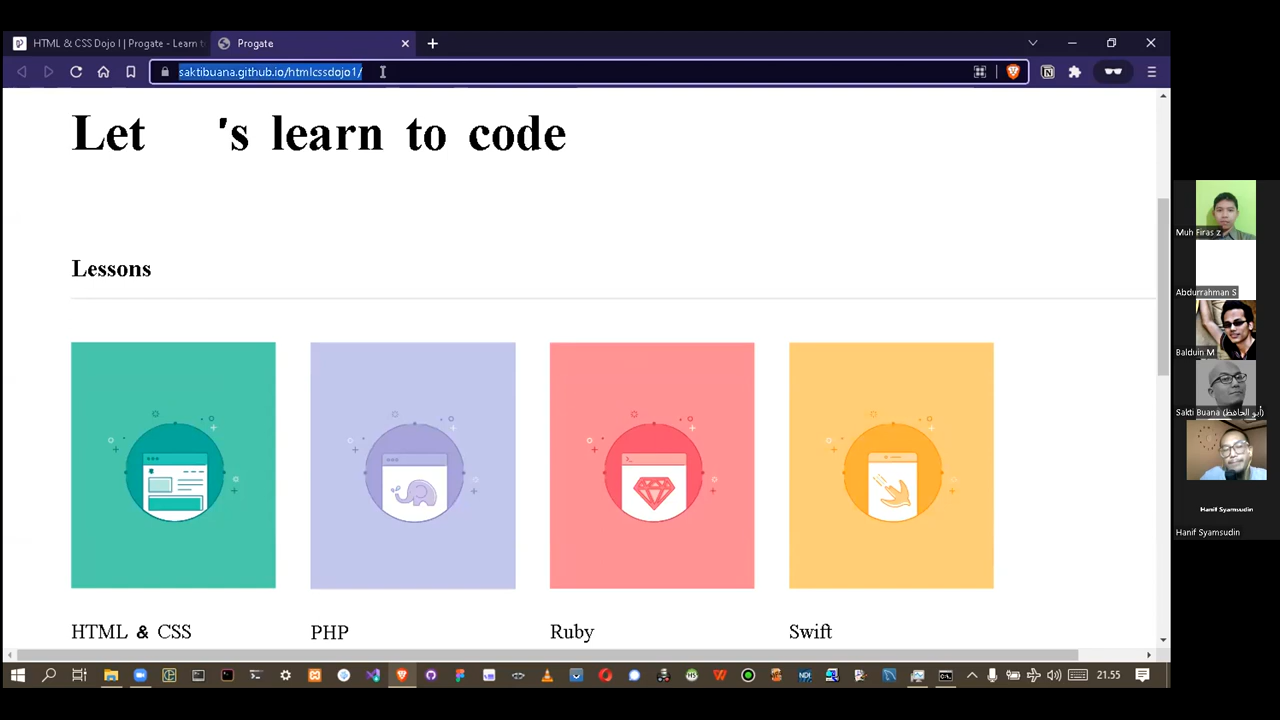 HTML & CSS Dojo I | Progate - Learn t
Progate
saktibuana.github.io/htmlcssdojo1/
Let 's learn to code
Lessons
HTML & CSS
PHP
Ruby
Swift
Muh Firas z
Abdurrahman S
Balduin M
Sakti Buana (أبو الحافظ)
Hanif Syamsudin
Hanif Syamsudin
21.55